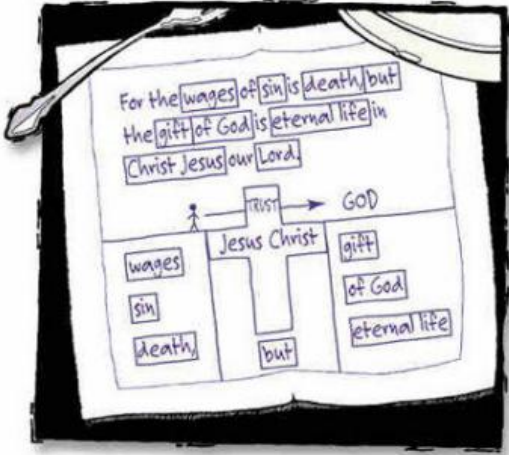 For the wages of sin is death, but
the gift of God is eternal life in
Christ Jesus our Lord.
TRUST
GOD
Jesus Christ
wages
sin
death,
but
gift
of God
eternal life